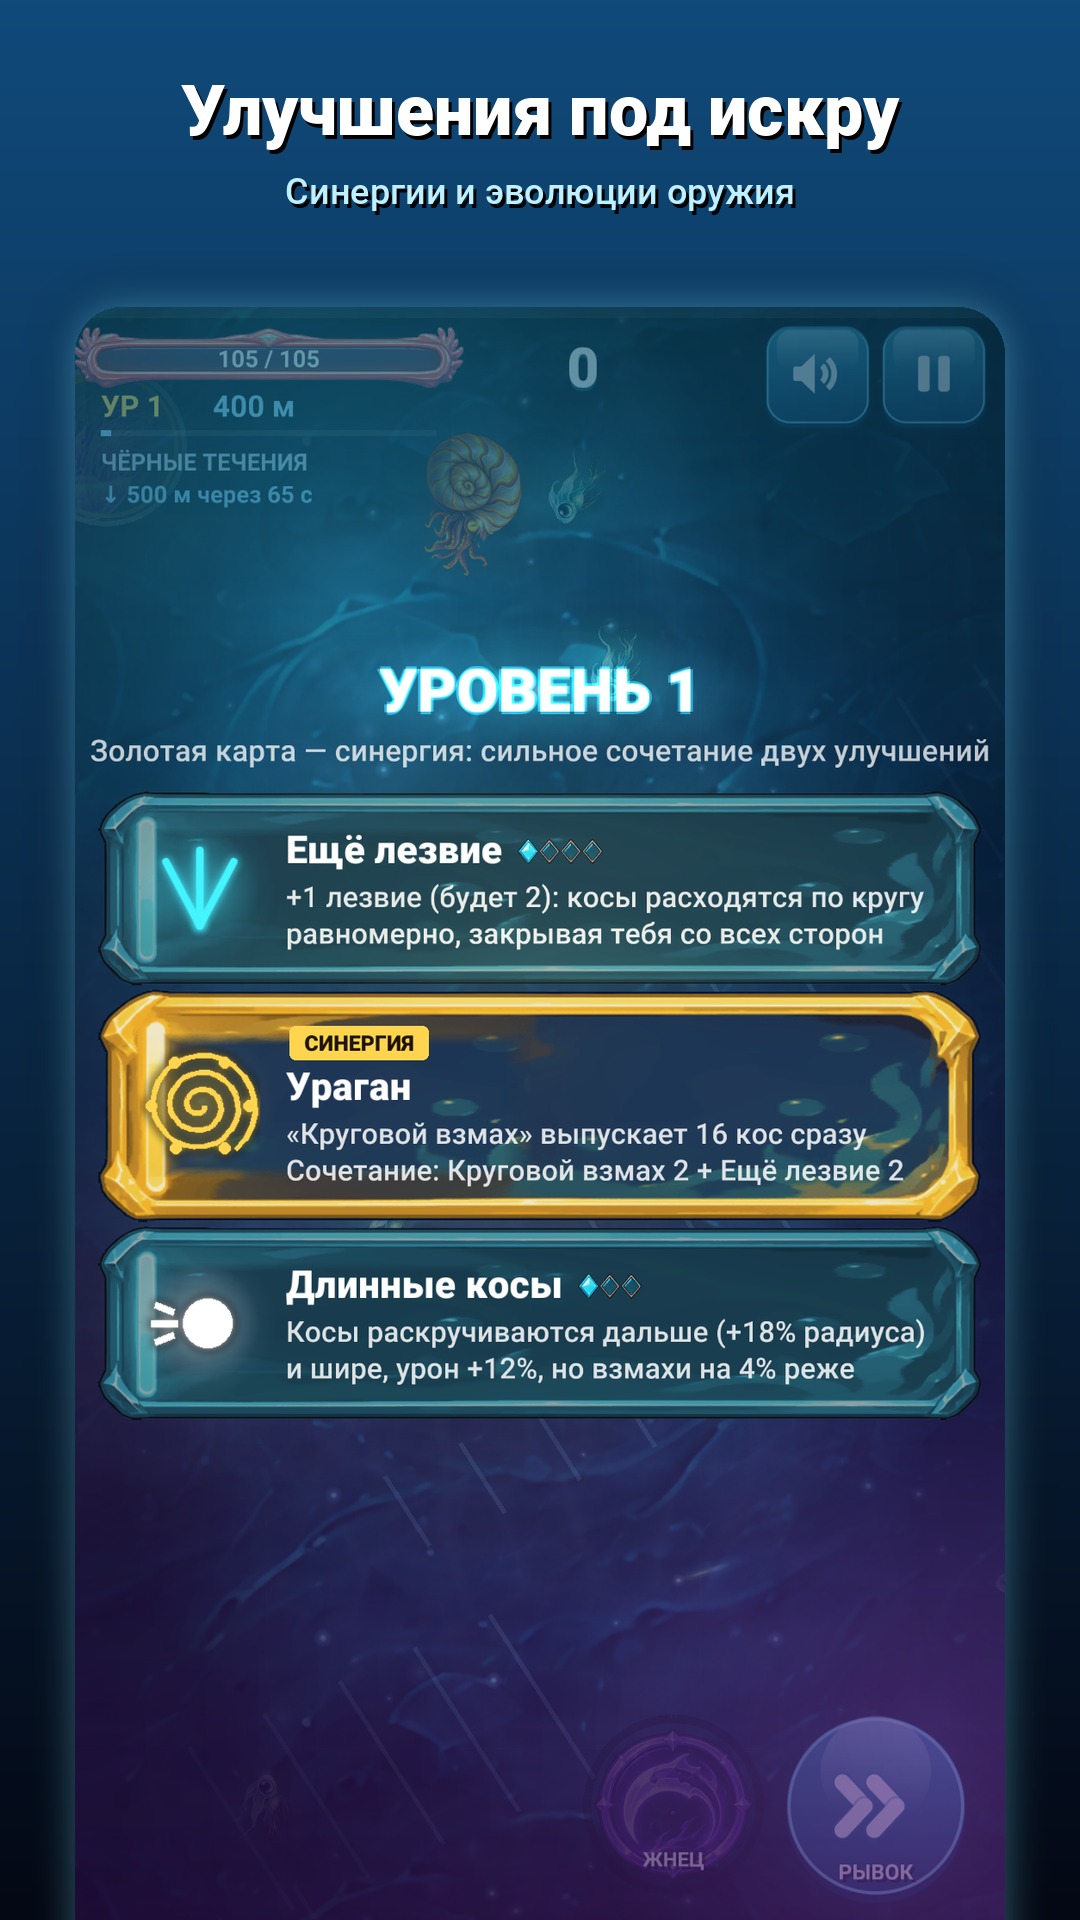 Улучшения под искру
Синергии и эволюции оружия
105 / 105
0
УР 1 400 м
ЧЁРНЫЕ ТЕЧЕНИЯ
↓ 500 м через 65 с
УРОВЕНЬ 1
Золотая карта — синергия: сильное сочетание двух улучшений
Ещё лезвие
+1 лезвие (будет 2): косы расходятся по кругу
равномерно, закрывая тебя со всех сторон
СИНЕРГИЯ
Ураган
«Круговой взмах» выпускает 16 кос сразу
Сочетание: Круговой взмах 2 + Ещё лезвие 2
Длинные косы
Косы раскручиваются дальше (+18% радиуса)
и шире, урон +12%, но взмахи на 4% реже
ЖНЕЦ
РЫВОК